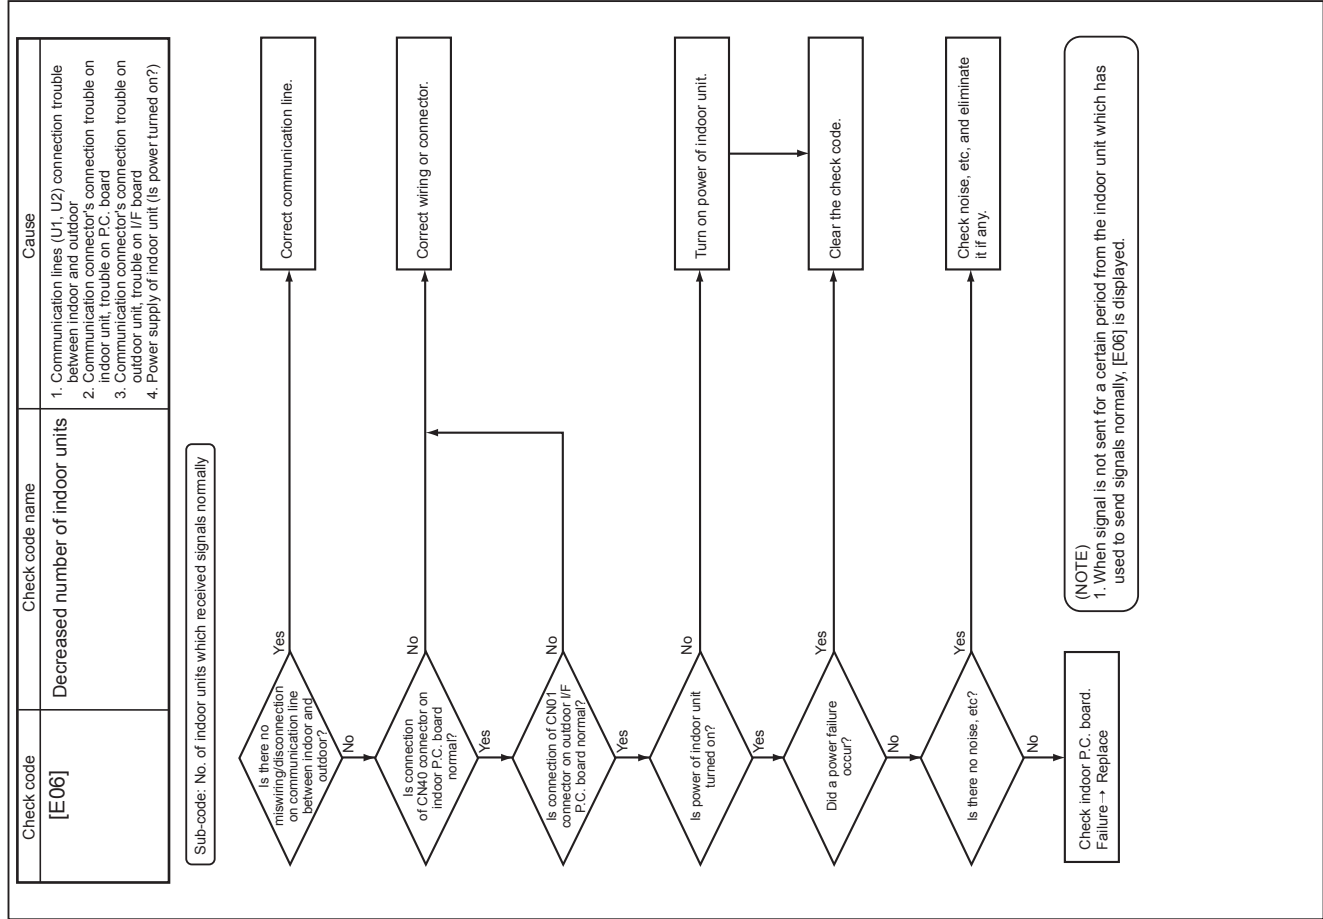 Check code
Check code name
Cause
[E06]
Decreased number of indoor units
1. Communication lines (U1, U2) connection trouble
between indoor and outdoor
2. Communication connector's connection trouble on
indoor unit, trouble on P.C. board
3. Communication connector's connection trouble on
outdoor unit, trouble on I/F board
4. Power supply of indoor unit (Is power turned on?)
Sub-code: No. of indoor units which received signals normally
Is there no
miswiring/disconnection
on communication line
between indoor and
outdoor?
Yes
Correct communication line.
No
Is connection
of CN40 connector on
indoor P.C. board
normal?
No
Correct wiring or connector.
Yes
Is connection of CN01
connector on outdoor I/F
P.C. board normal?
No
Yes
Is power of indoor unit
turned on?
No
Turn on power of indoor unit.
Yes
Did a power failure
occur?
Yes
Clear the check code.
No
Is there no noise, etc?
Yes
Check noise, etc, and eliminate
it if any.
No
Check indoor P.C. board.
Failure→ Replace
(NOTE)
1. When signal is not sent for a certain period from the indoor unit which has
used to send signals normally, [E06] is displayed.